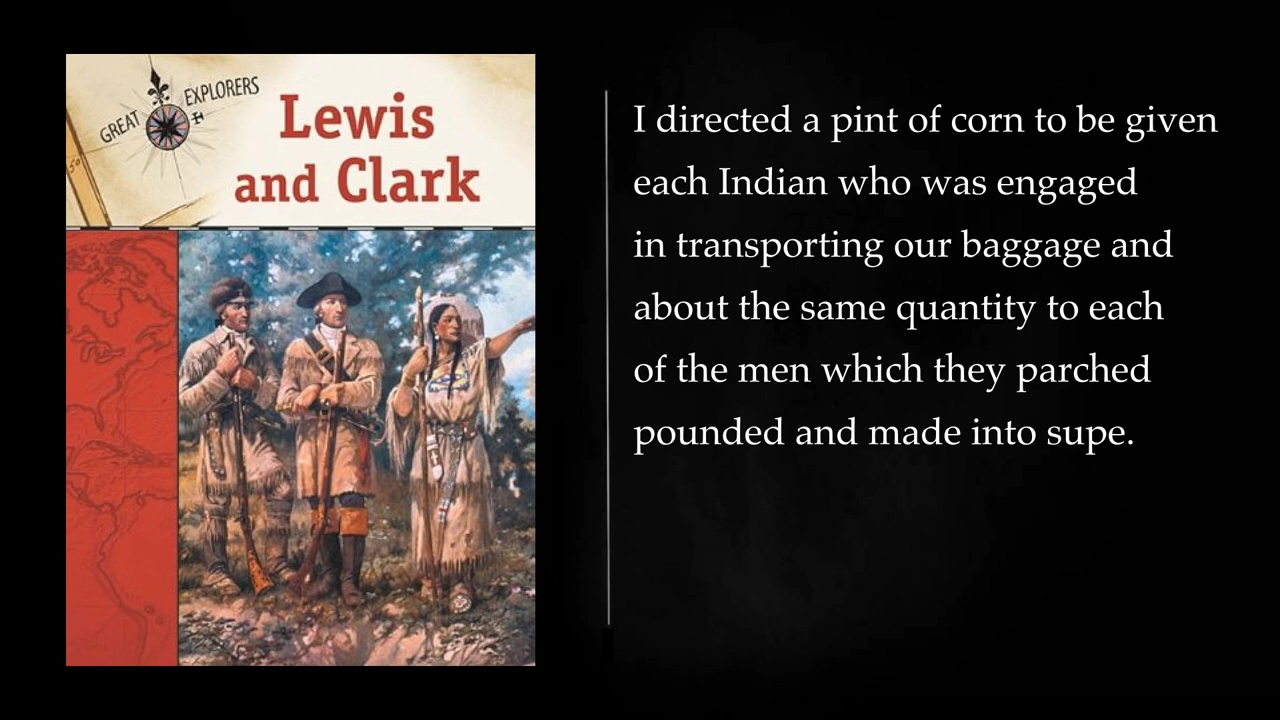 GREAT EXPLORERS
Lewis
and Clark
50
I directed a pint of corn to be given
each Indian who was engaged
in transporting our baggage and
about the same quantity to each
of the men which they parched
pounded and made into supe.